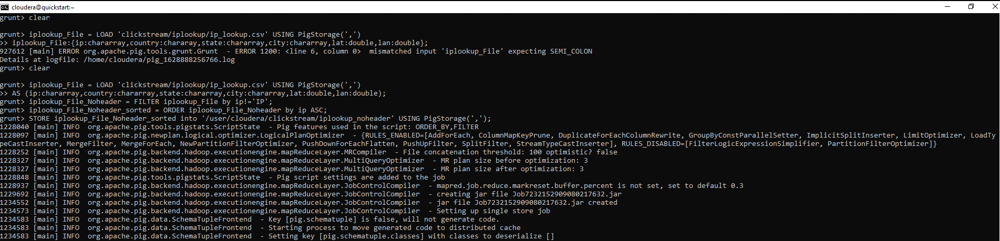 cloudera@quickstart:~
grunt> clear
grunt> iplookup_File = LOAD 'clickstream/iplookup/ip_lookup.csv' USING PigStorage(',')
>> iplookup_File:{ip:chararray,country:chararay,state:chararray,city:chararray,lat:double,lan:double};
927612 [main] ERROR org.apache.pig.tools.grunt.Grunt  - ERROR 1200: <line 6, column 0>  mismatched input 'iplookup_File' expecting SEMI_COLON
Details at logfile: /home/cloudera/pig_1628888256766.log
grunt> clear
grunt> iplookup_File = LOAD 'clickstream/iplookup/ip_lookup.csv' USING PigStorage(',')
>> AS (ip:chararray,country:chararray,state:chararray,city:chararray,lat:double,lan:double);
grunt> iplookup_File_Noheader = FILTER iplookup_File by ip!='IP';
grunt> iplookup_File_Noheader_sorted = ORDER iplookup_File_Noheader by ip ASC;
grunt> STORE iplookup_File_Noheader_sorted into '/user/cloudera/clickstream/iplookup_noheader' USING PigStorage(',');
1228040 [main] INFO  org.apache.pig.tools.pigstats.ScriptState  - Pig features used in the script: ORDER_BY,FILTER
1228097 [main] INFO  org.apache.pig.newplan.logical.optimizer.LogicalPlanOptimizer  - {RULES_ENABLED=[AddForEach, ColumnMapKeyPrune, DuplicateForEachColumnRewrite, GroupByConstParallelSetter, ImplicitSplitInserter, LimitOptimizer, LoadTy
peCastInserter, MergeFilter, MergeForEach, NewPartitionFilterOptimizer, PushDownForEachFlatten, PushUpFilter, SplitFilter, StreamTypeCastInserter], RULES_DISABLED=[FilterLogicExpressionSimplifier, PartitionFilterOptimizer]}
1228252 [main] INFO  org.apache.pig.backend.hadoop.executionengine.mapReduceLayer.MRCompiler  - File concatenation threshold: 100 optimistic? false
1228327 [main] INFO  org.apache.pig.backend.hadoop.executionengine.mapReduceLayer.MultiQueryOptimizer  - MR plan size before optimization: 3
1228327 [main] INFO  org.apache.pig.backend.hadoop.executionengine.mapReduceLayer.MultiQueryOptimizer  - MR plan size after optimization: 3
1228848 [main] INFO  org.apache.pig.tools.pigstats.ScriptState  - Pig script settings are added to the job
1228937 [main] INFO  org.apache.pig.backend.hadoop.executionengine.mapReduceLayer.JobControlCompiler  - mapred.job.reduce.markreset.buffer.percent is not set, set to default 0.3
1229692 [main] INFO  org.apache.pig.backend.hadoop.executionengine.mapReduceLayer.JobControlCompiler  - creating jar file Job7232152909080217632.jar
1234552 [main] INFO  org.apache.pig.backend.hadoop.executionengine.mapReduceLayer.JobControlCompiler  - jar file Job7232152909080217632.jar created
1234573 [main] INFO  org.apache.pig.backend.hadoop.executionengine.mapReduceLayer.JobControlCompiler  - Setting up single store job
1234583 [main] INFO  org.apache.pig.data.SchemaTupleFrontend  - Key [pig.schematuple] is false, will not generate code.
1234583 [main] INFO  org.apache.pig.data.SchemaTupleFrontend  - Starting process to move generated code to distributed cache
1234583 [main] INFO  org.apache.pig.data.SchemaTupleFrontend  - Setting key [pig.schematuple.classes] with classes to deserialize []